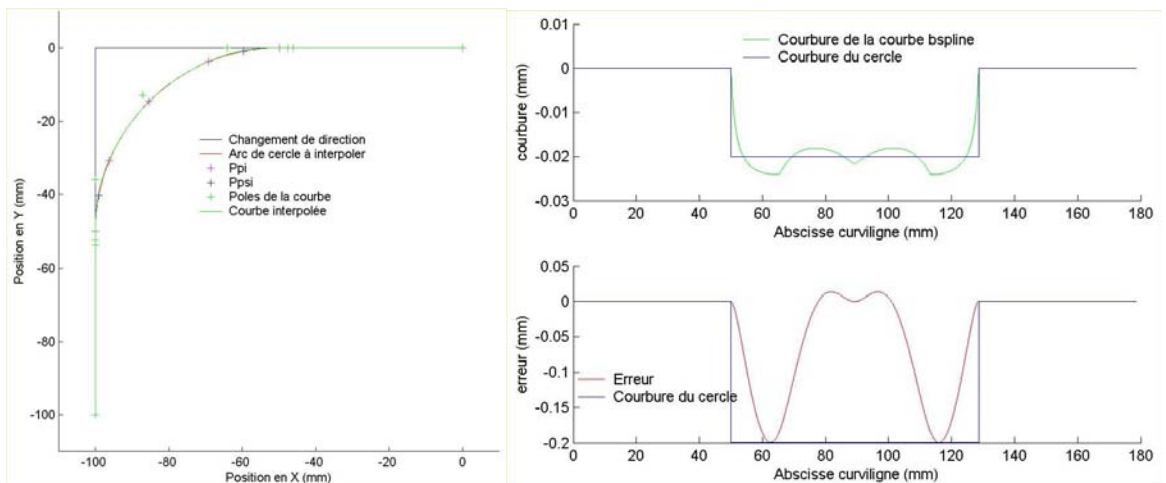 0
-20
-40
-60
-80
-100
Position en Y (mm)
-100
-80
-60
-40
-20
0
Position en X (mm)
Changement de direction
Arc de cercle à interpoler
Ppi
Ppsi
Poles de la courbe
Courbe interpolée
0.01
0
-0.01
-0.02
-0.03
courbure (mm)
0
20
40
60
80
100
120
140
160
180
Abscisse curviligne (mm)
Courbure de la courbe bspline
Courbure du cercle
0.05
0
-0.05
-0.1
-0.15
-0.2
erreur (mm)
0
20
40
60
80
100
120
140
160
180
Abscisse curviligne (mm)
Erreur
Courbure du cercle